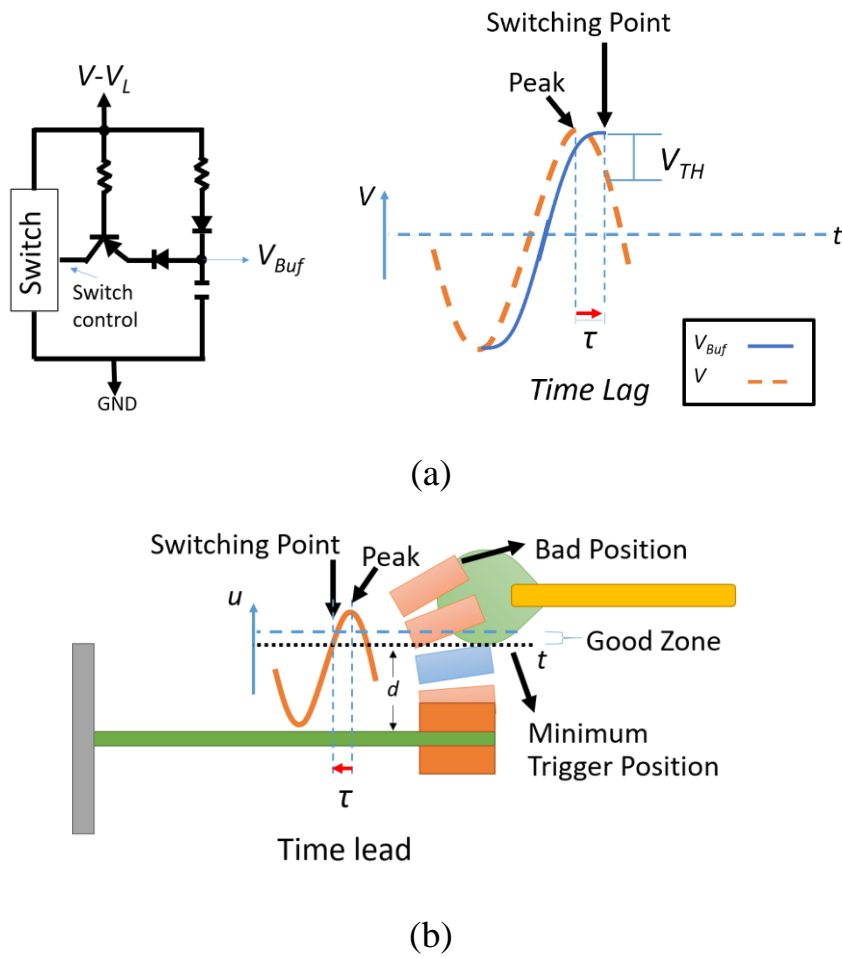 V-V_L
Switch
Switch
control
V_Buf
GND
Switching Point
Peak
V_TH
V
t
τ
Time Lag
V_Buf
V
(a)
Switching Point
Peak
Bad Position
u
Good Zone
t
d
Minimum
Trigger Position
τ
Time lead
(b)